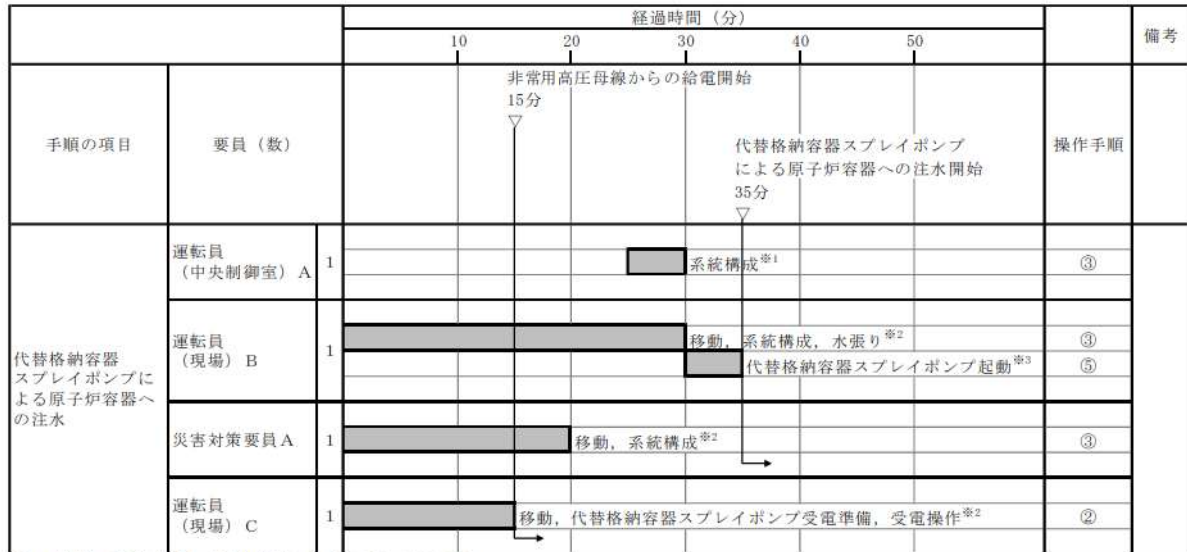 経過時間（分）
備考
10 20 30 40 50
非常用高圧母線からの給電開始
15分
▽
手順の項目
要員（数）
代替格納容器スプレイポンプ
による原子炉容器への注水開始
35分
▽
操作手順
代替格納容器
スプレイポンプに
よる原子炉容器へ
の注水
運転員
（中央制御室）A
1
系統構成※1
③
運転員
（現場）B
1
移動，系統構成，水張り※2
③
代替格納容器スプレイポンプ起動※3
⑤
災害対策要員A
1
移動，系統構成※2
③
運転員
（現場）C
1
移動，代替格納容器スプレイポンプ受電準備，受電操作※2
②